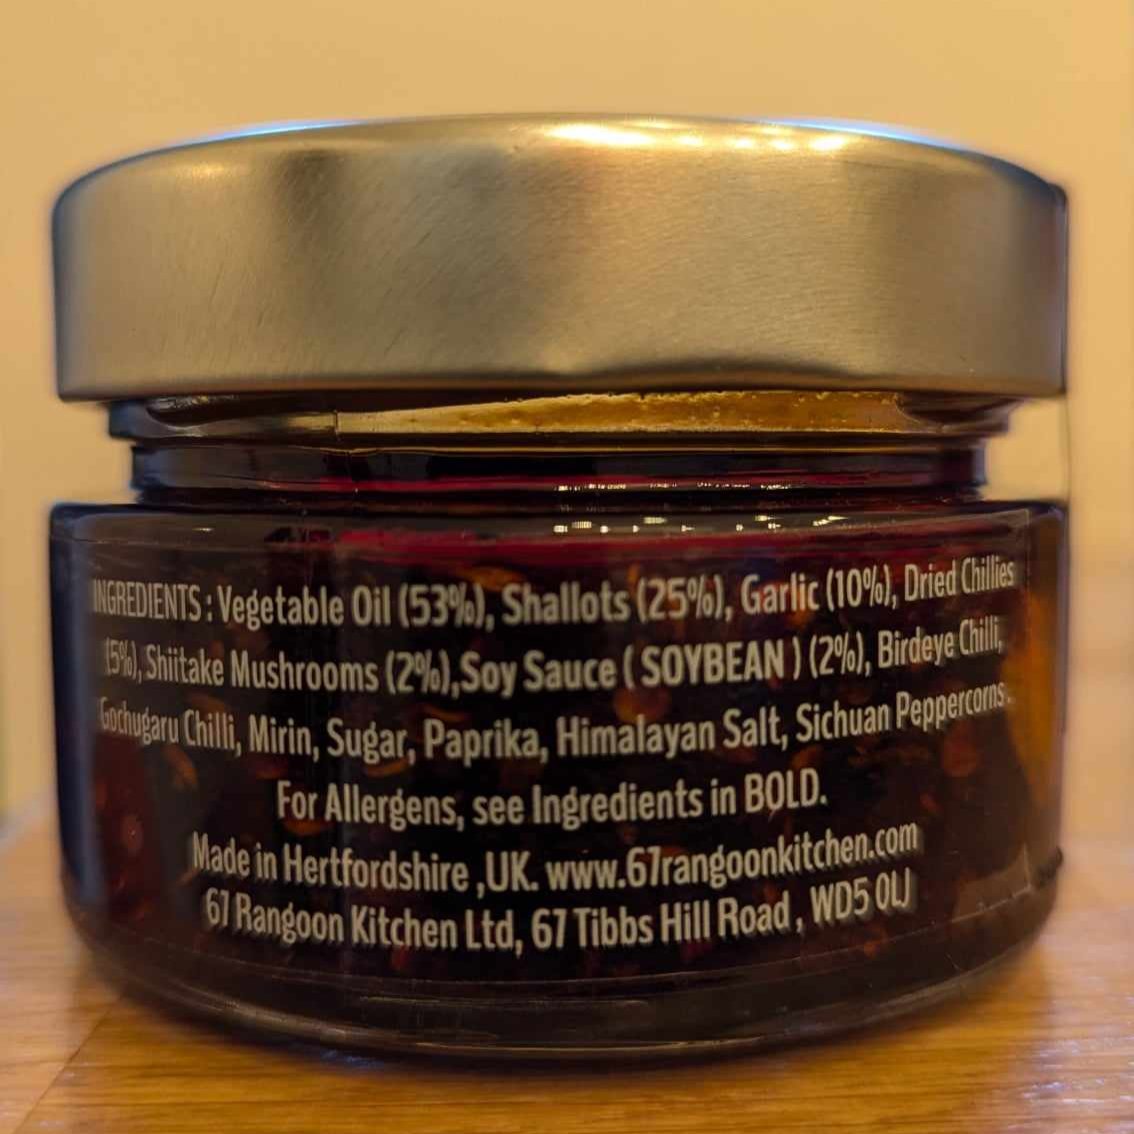 INGREDIENTS : Vegetable Oil (53%), Shallots (25%), Garlic (10%), Dried Chillies
(5%), Shiitake Mushrooms (2%),Soy Sauce ( SOYBEAN ) (2%), Birdeye Chilli,
Gochugaru Chilli, Mirin, Sugar, Paprika, Himalayan Salt, Sichuan Peppercorns .
For Allergens, see Ingredients in BOLD.
Made in Hertfordshire ,UK. www.67rangoonkitchen.com
67 Rangoon Kitchen Ltd, 67 Tibbs Hill Road , WD5 0LJ